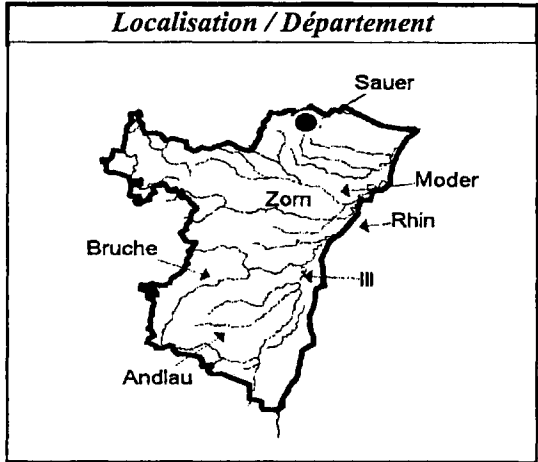 Localisation / Département
Sauer
Moder
Zorn
Rhin
Bruche
Ill
Andlau